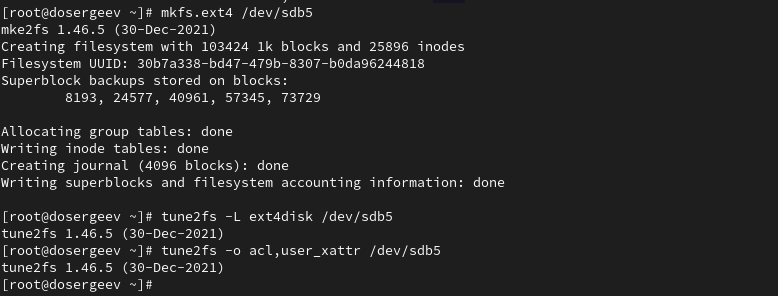 [root@dosergeev ~]# mkfs.ext4 /dev/sdb5
mke2fs 1.46.5 (30-Dec-2021)
Creating filesystem with 103424 1k blocks and 25896 inodes
Filesystem UUID: 30b7a338-bd47-479b-8307-b0da96244818
Superblock backups stored on blocks:
        8193, 24577, 40961, 57345, 73729

Allocating group tables: done
Writing inode tables: done
Creating journal (4096 blocks): done
Writing superblocks and filesystem accounting information: done

[root@dosergeev ~]# tune2fs -L ext4disk /dev/sdb5
tune2fs 1.46.5 (30-Dec-2021)
[root@dosergeev ~]# tune2fs -o acl,user_xattr /dev/sdb5
tune2fs 1.46.5 (30-Dec-2021)
[root@dosergeev ~]#